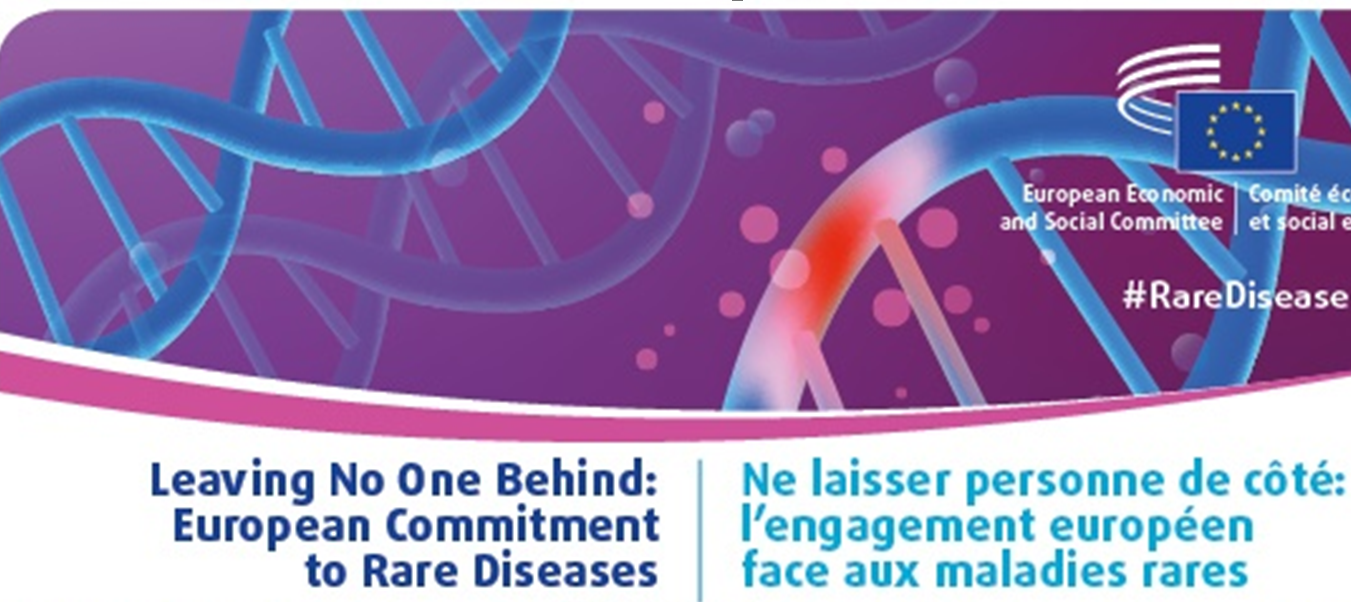 European Economic
and Social Committee
Comité éc
et social e
#RareDisease
Leaving No One Behind:
European Commitment
to Rare Diseases
Ne laisser personne de côté:
l'engagement européen
face aux maladies rares